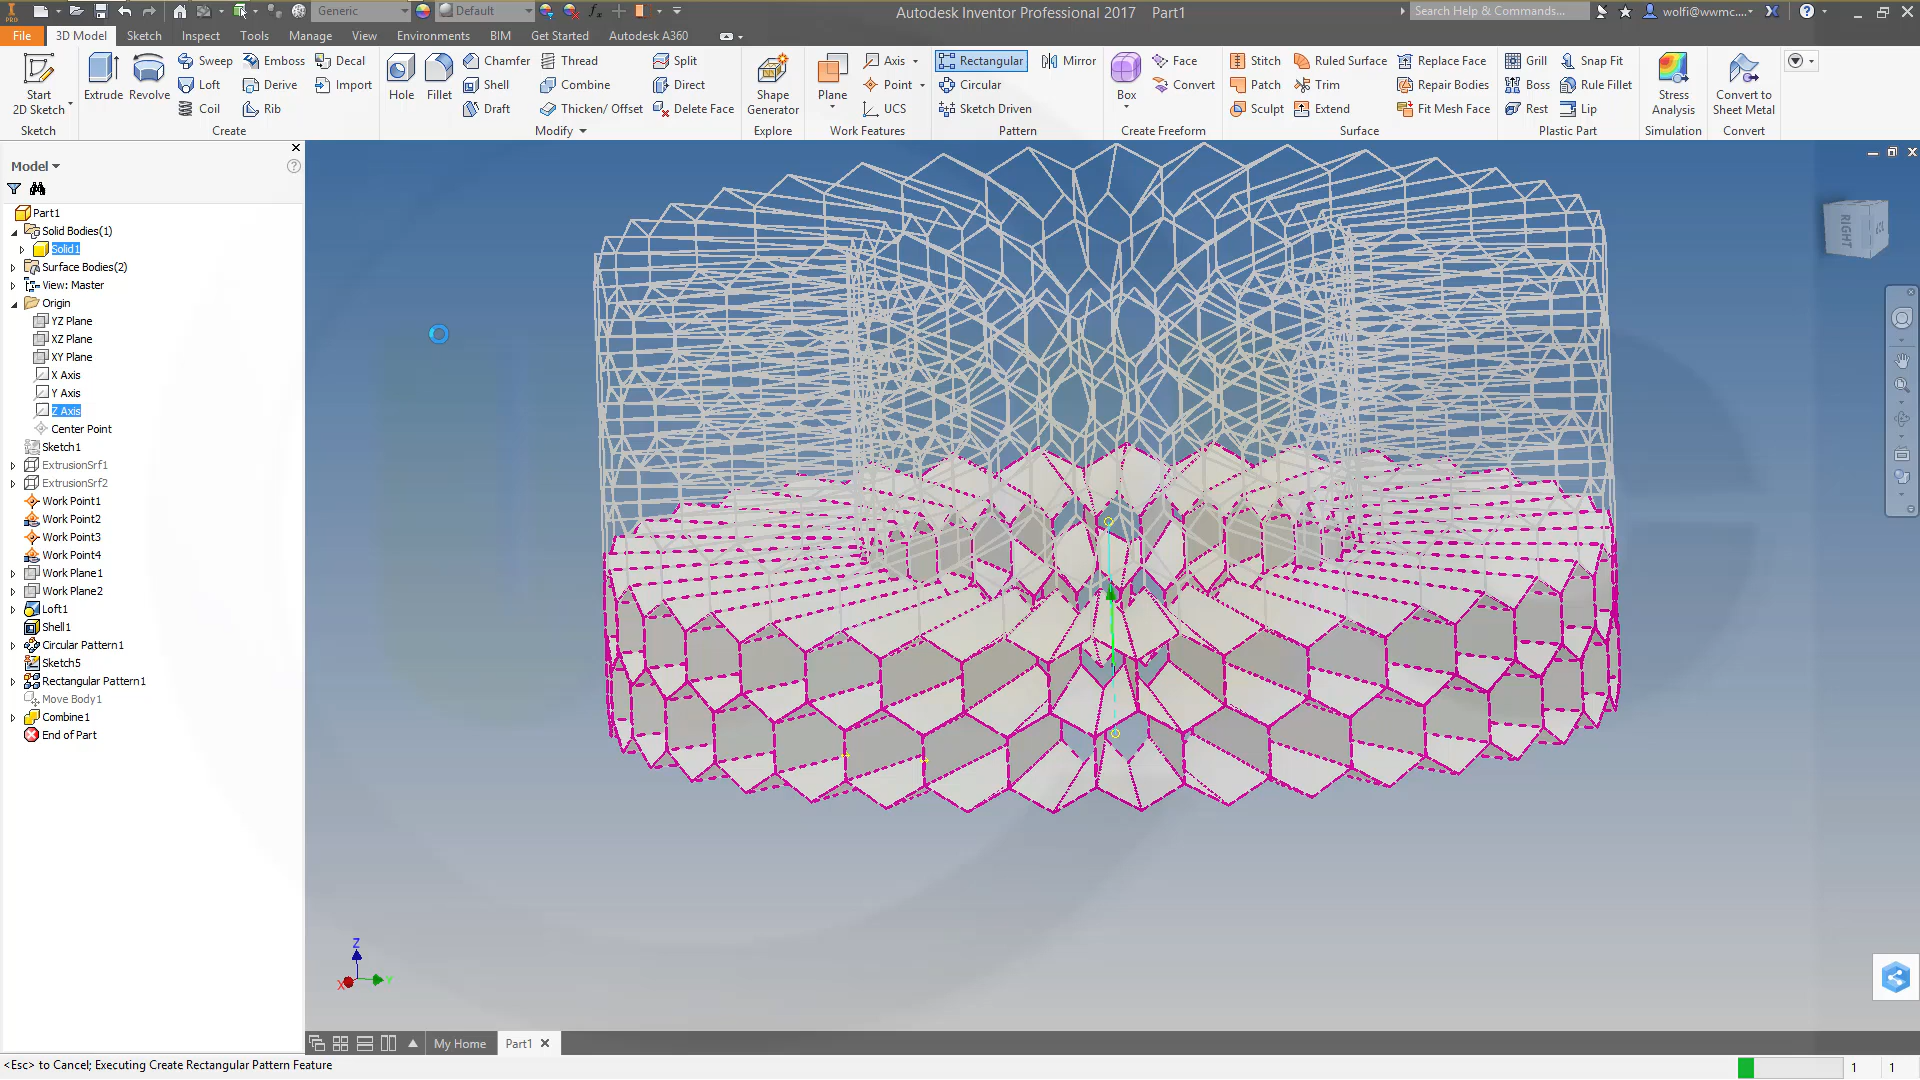 Generic
Default
fx
Autodesk Inventor Professional 2017 Part1
Search Help & Commands...
wolfi@wwmc....
PRO
File 3D Model Sketch Inspect Tools Manage View Environments BIM Get Started Autodesk A360
Start
2D Sketch
Sketch
Extrude
Revolve
Sweep Emboss Decal
Loft Derive Import
Coil Rib
Create
Hole
Fillet
Chamfer Thread Split
Shell Combine Direct
Draft Thicken/ Offset Delete Face
Modify
Shape
Generator
Explore
Plane
Axis
Point
UCS
Work Features
Rectangular Mirror
Circular
Sketch Driven
Pattern
Box
Face
Convert
Create Freeform
Stitch Ruled Surface Replace Face
Patch Trim Repair Bodies
Sculpt Extend Fit Mesh Face
Surface
Grill Snap Fit
Boss Rule Fillet
Rest Lip
Plastic Part
Stress
Analysis
Simulation
Convert to
Sheet Metal
Convert
Model
Part1
Solid Bodies(1)
Solid1
Surface Bodies(2)
View: Master
Origin
YZ Plane
XZ Plane
XY Plane
X Axis
Y Axis
Z Axis
Center Point
Sketch1
ExtrusionSrf1
ExtrusionSrf2
Work Point1
Work Point2
Work Point3
Work Point4
Work Plane1
Work Plane2
Loft1
Shell1
Circular Pattern1
Sketch5
Rectangular Pattern1
Move Body1
Combine1
End of Part
RIGHT
Z
X
Y
My Home Part1
<Esc> to Cancel; Executing Create Rectangular Pattern Feature
1 1